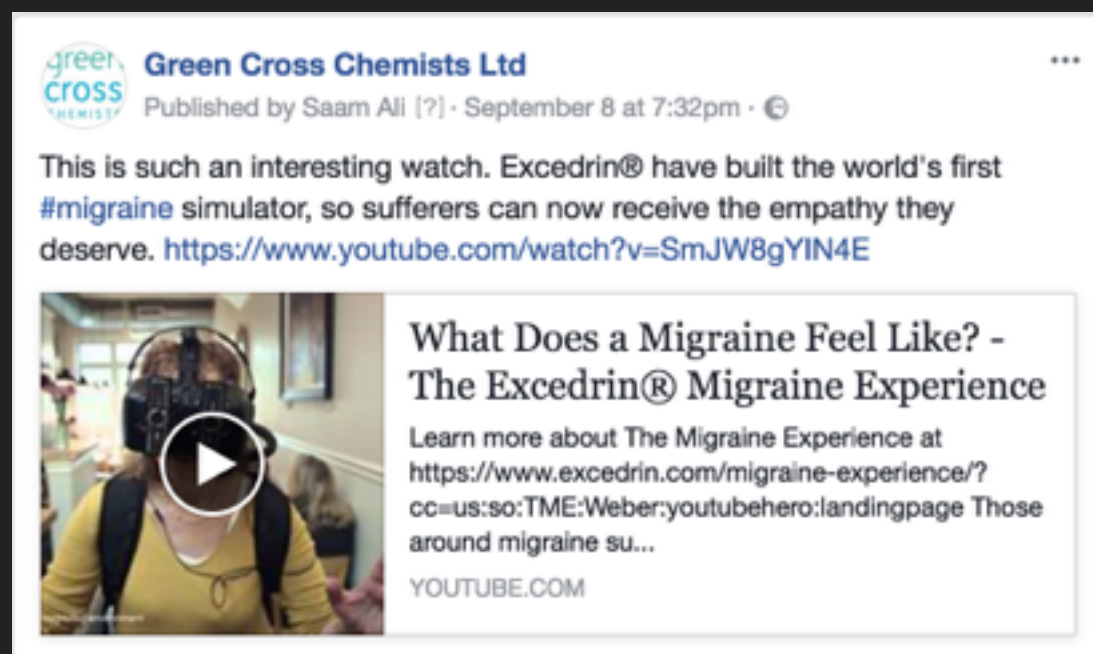 green
cross
CHEMISTS
Green Cross Chemists Ltd
Published by Saam Ali [?] · September 8 at 7:32pm ·
This is such an interesting watch. Excedrin® have built the world's first
#migraine simulator, so sufferers can now receive the empathy they
deserve. https://www.youtube.com/watch?v=SmJW8gYIN4E
What Does a Migraine Feel Like? -
The Excedrin® Migraine Experience
Learn more about The Migraine Experience at
https://www.excedrin.com/migraine-experience/?
cc=us:so:TME:Weber:youtubehero:landingpage Those
around migraine su...
YOUTUBE.COM